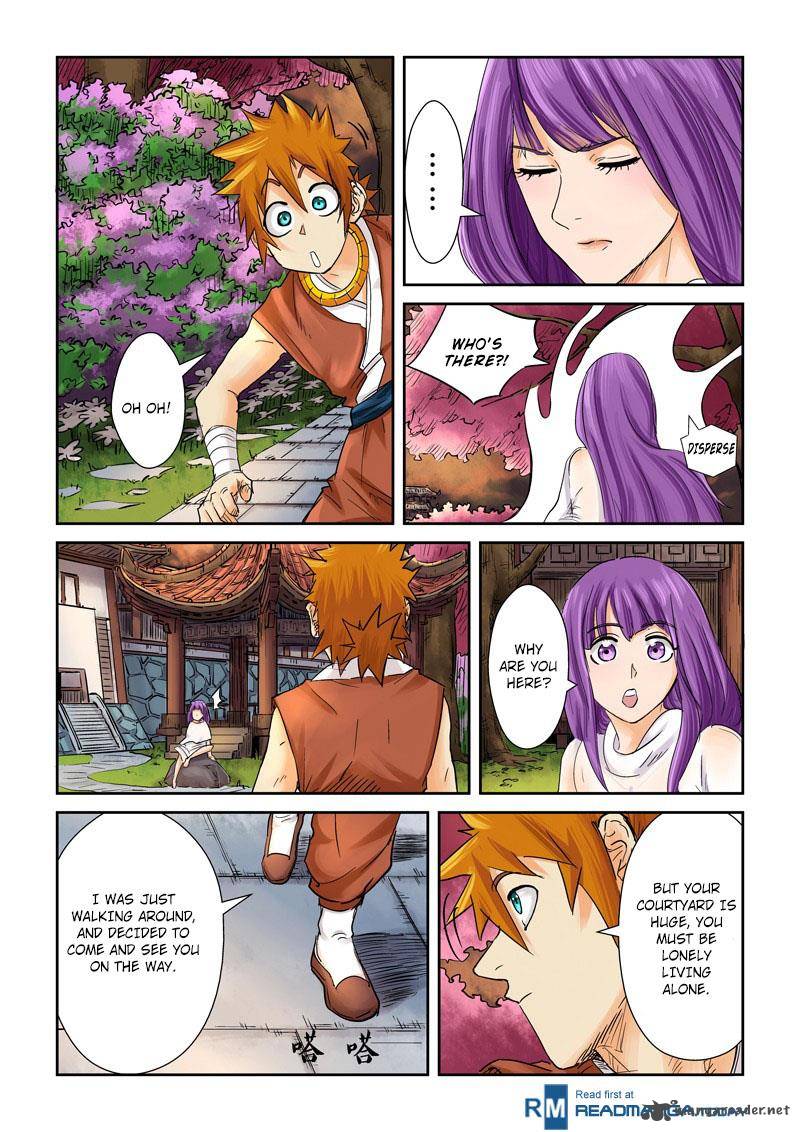 OH OH!
......
WHO'S
THERE?!
DISPERSE
WHY
ARE YOU
HERE?
I WAS JUST
WALKING AROUND,
AND DECIDED TO
COME AND SEE YOU
ON THE WAY.
嗒 嗒
BUT YOUR
COURTYARD IS
HUGE, YOU
MUST BE
LONELY
LIVING
ALONE.
RM Read first at
mangareader.net